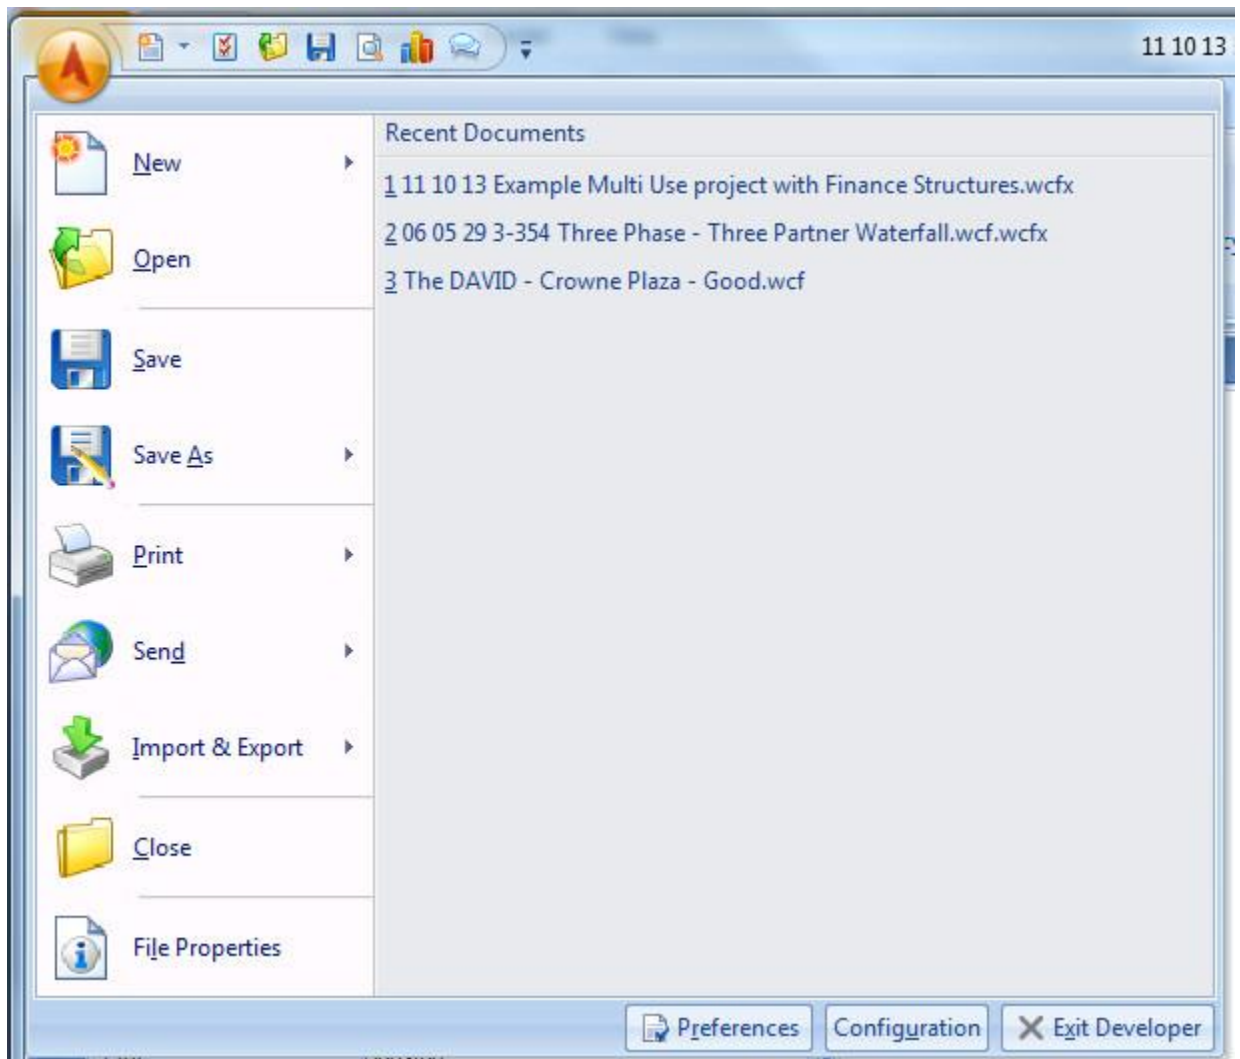 11 10 13
Recent Documents
New
1 11 10 13 Example Multi Use project with Finance Structures.wcfx
2 06 05 29 3-354 Three Phase - Three Partner Waterfall.wcf.wcfx
Open
3 The DAVID - Crowne Plaza - Good.wcf
Save
Save As
Print
Send
Import & Export
Close
File Properties
Preferences
Configuration
Exit Developer